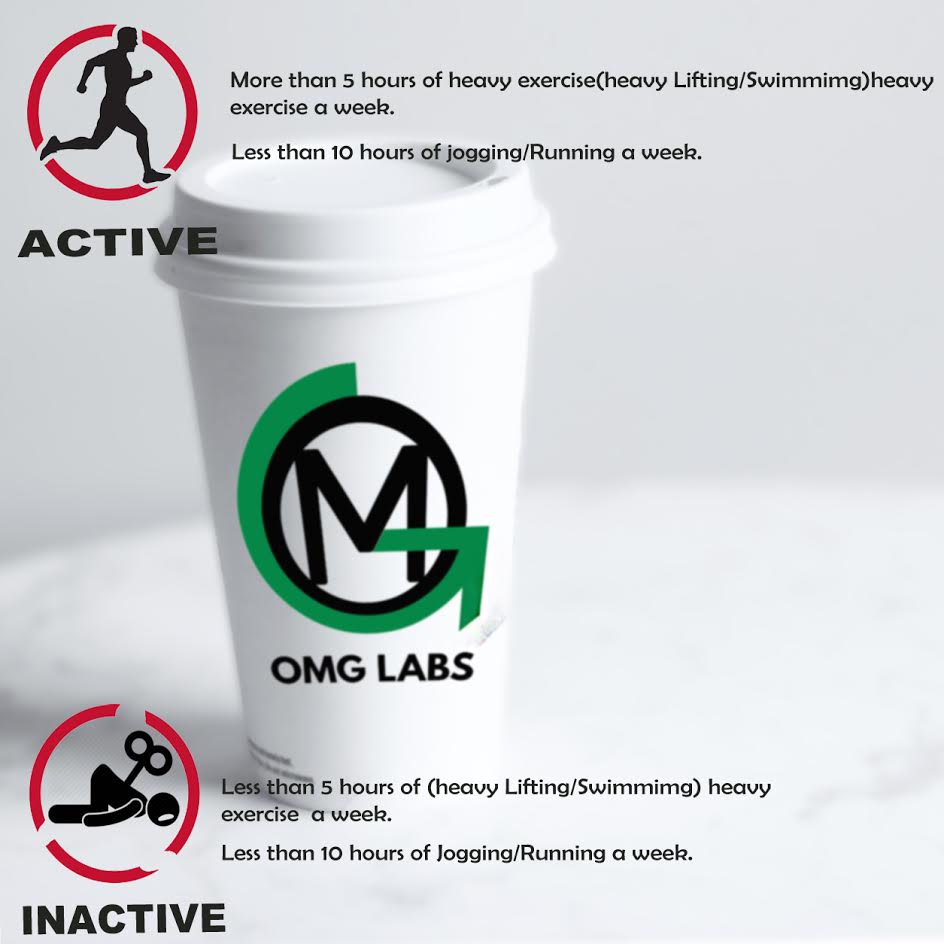 More than 5 hours of heavy exercise(heavy Lifting/Swimmimg)heavy
exercise a week.
Less than 10 hours of jogging/Running a week.
ACTIVE
M
OMG LABS
Less than 5 hours of (heavy Lifting/Swimmimg) heavy
exercise a week.
Less than 10 hours of Jogging/Running a week.
INACTIVE